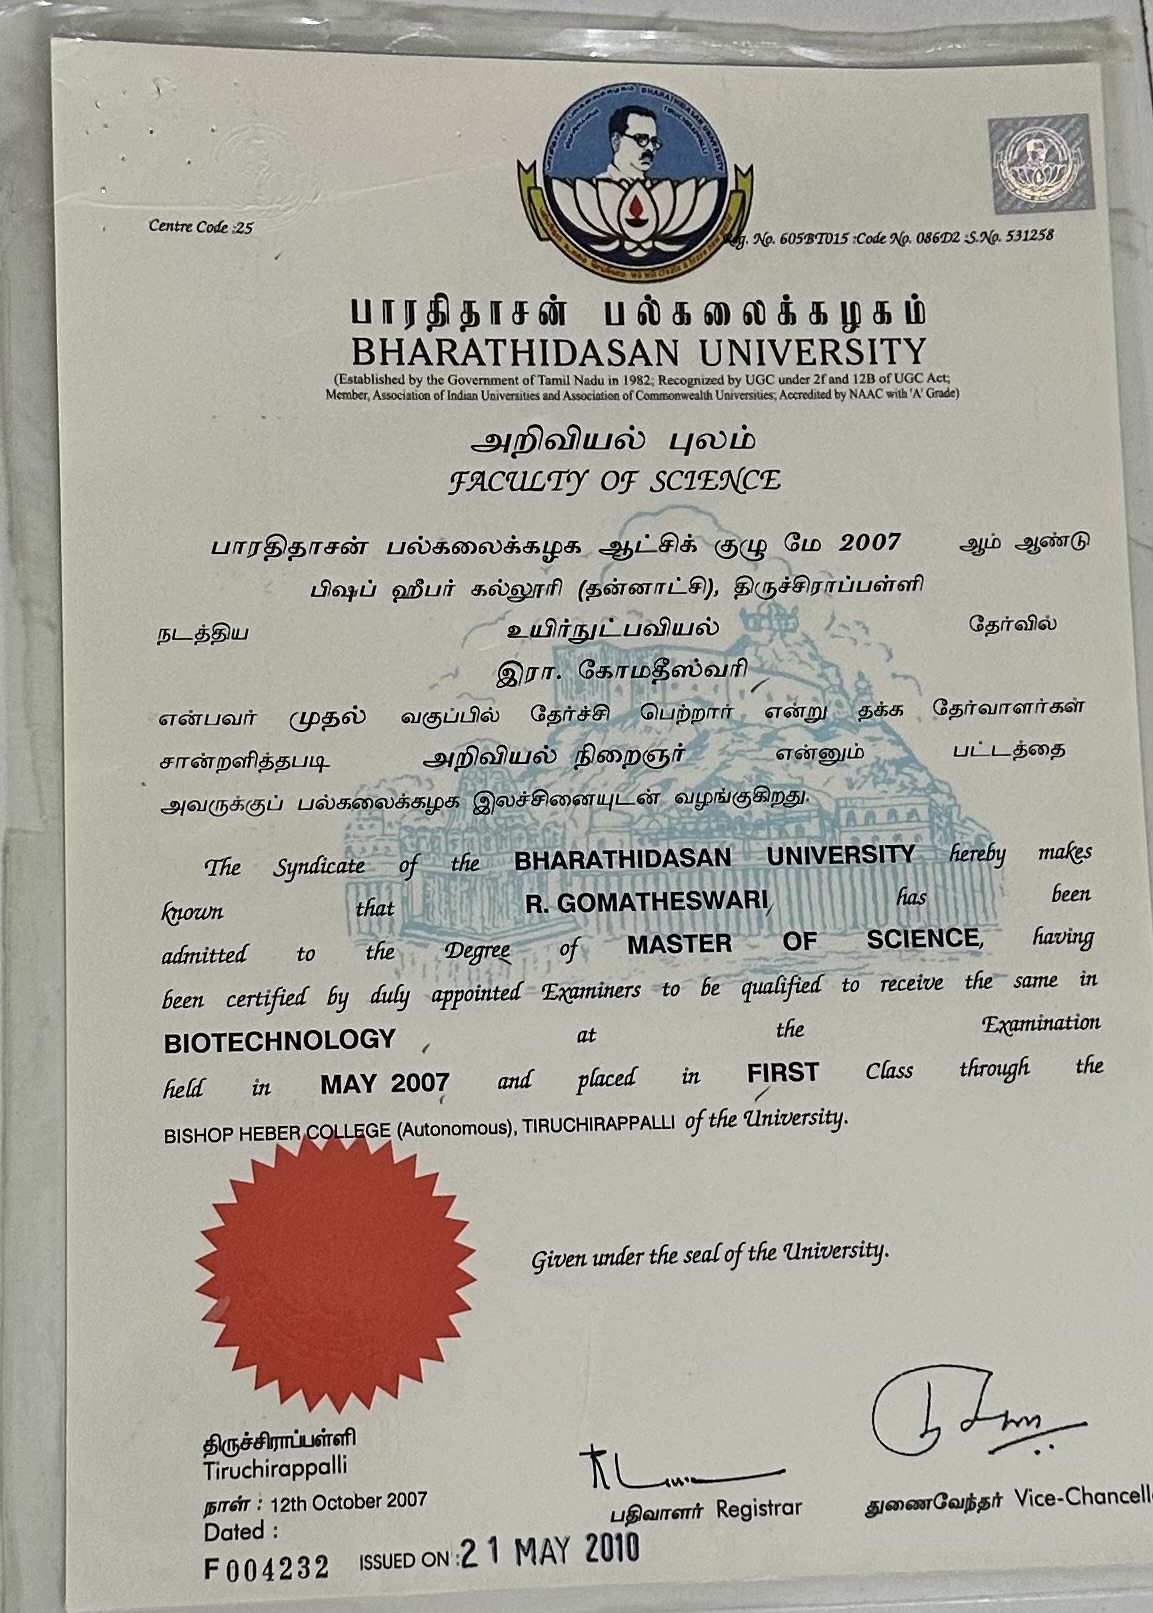 BHARATHIDASAN UNIVERSITY
TIRUCHIRAPPALLI
Centre Code :25
Reg. No. 605BT015 :Code No. 086D2 :S.No. 531258
பாரதிதாசன் பல்கலைக்கழகம்
BHARATHIDASAN UNIVERSITY
(Established by the Government of Tamil Nadu in 1982; Recognized by UGC under 2f and 12B of UGC Act;
Member, Association of Indian Universities and Association of Commonwealth Universities; Accredited by NAAC with 'A' Grade)
அறிவியல் புலம்
FACULTY OF SCIENCE
பாரதிதாசன் பல்கலைக்கழக ஆட்சிக் குழு மே 2007 ஆம் ஆண்டு
பிஷப் ஹீபர் கல்லூரி (தன்னாட்சி), திருச்சிராப்பள்ளி
நடத்திய உயிர்நுட்பவியல் தேர்வில்
இரா. கோமதீஸ்வரி
என்பவர் முதல் வகுப்பில் தேர்ச்சி பெற்றார் என்று தக்க தேர்வாளர்கள்
சான்றளித்தபடி அறிவியல் நிறைஞர் என்னும் பட்டத்தை
அவருக்குப் பல்கலைக்கழக இலச்சினையுடன் வழங்குகிறது.
The Syndicate of the BHARATHIDASAN UNIVERSITY hereby makes
known that R. GOMATHESWARI has been
admitted to the Degree of MASTER OF SCIENCE, having
been certified by duly appointed Examiners to be qualified to receive the same in
BIOTECHNOLOGY at the Examination
held in MAY 2007 and placed in FIRST Class through the
BISHOP HEBER COLLEGE (Autonomous), TIRUCHIRAPPALLI of the University.
Given under the seal of the University.
திருச்சிராப்பள்ளி
Tiruchirappalli
நாள் : 12th October 2007
Dated :
பதிவாளர் Registrar
துணைவேந்தர் Vice-Chancell
F004232 ISSUED ON : 21 MAY 2010